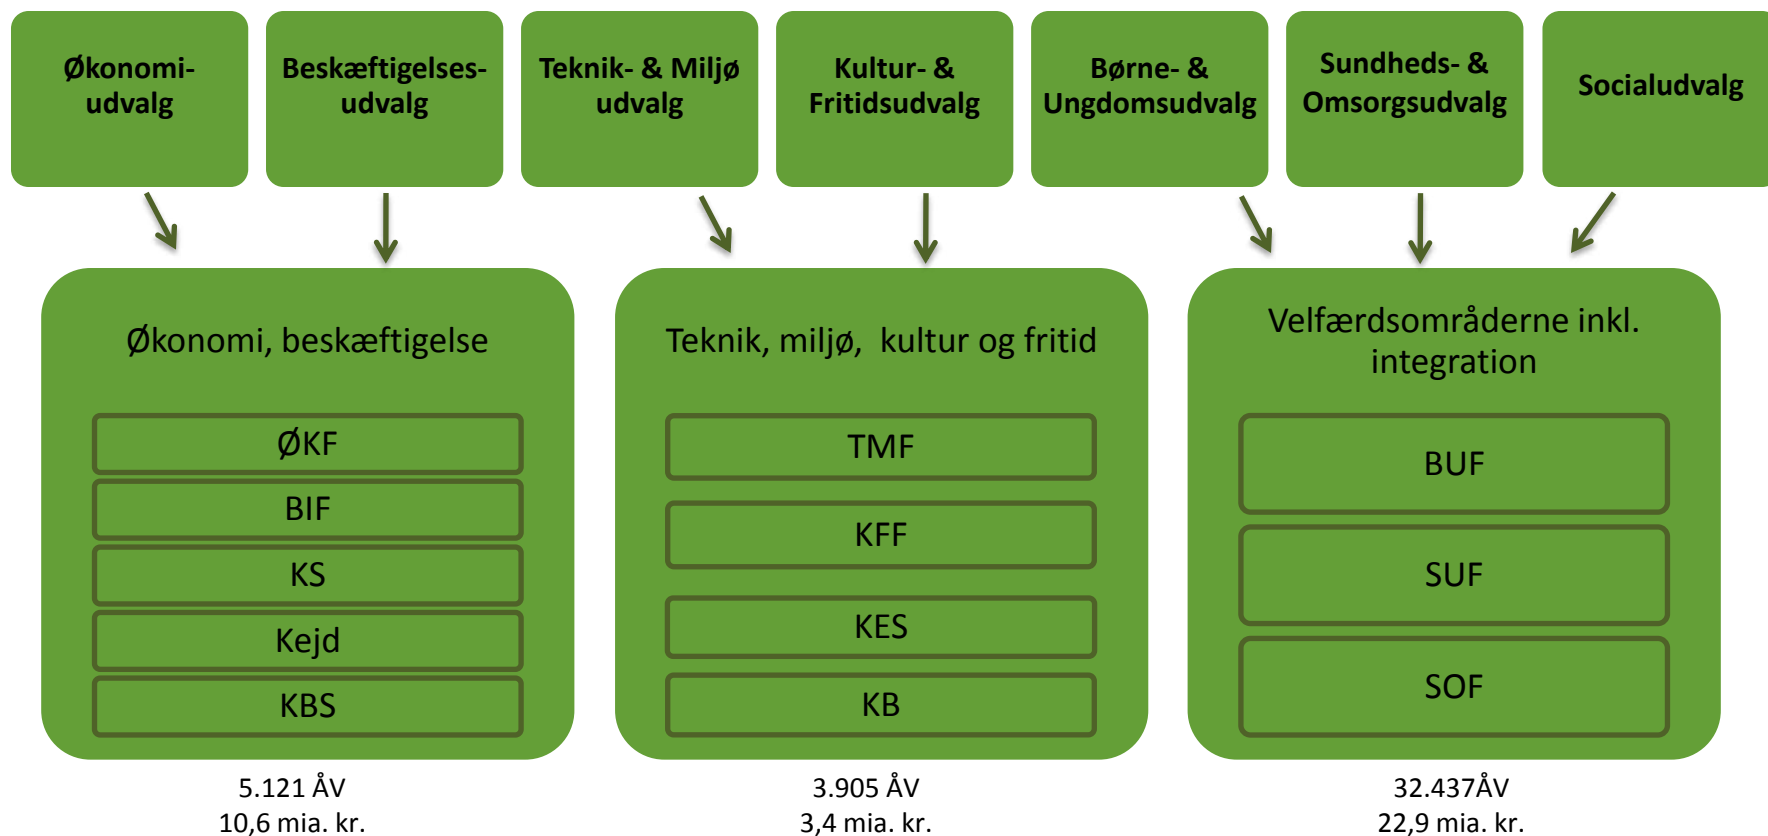 Økonomi-
udvalg
Beskæftigelses-
udvalg
Teknik- & Miljø
udvalg
Kultur- &
Fritidsudvalg
Børne- &
Ungdomsudvalg
Sundheds- &
Omsorgsudvalg
Socialudvalg
Økonomi, beskæftigelse
ØKF
BIF
KS
Kejd
KBS
5.121 ÅV
10,6 mia. kr.
Teknik, miljø, kultur og fritid
TMF
KFF
KES
KB
3.905 ÅV
3,4 mia. kr.
Velfærdsområderne inkl.
integration
BUF
SUF
SOF
32.437ÅV
22,9 mia. kr.